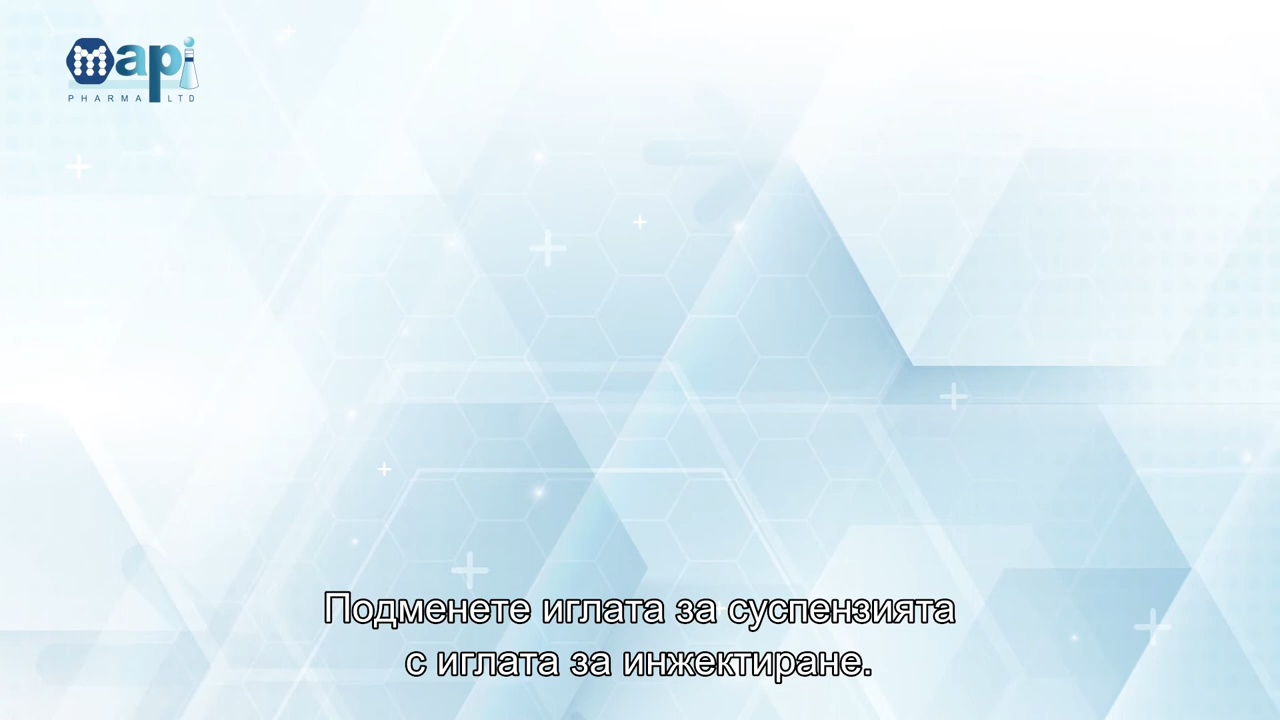 mapi
PHARMA LTD
Подменете иглата за суспензията
с иглата за инжектиране.